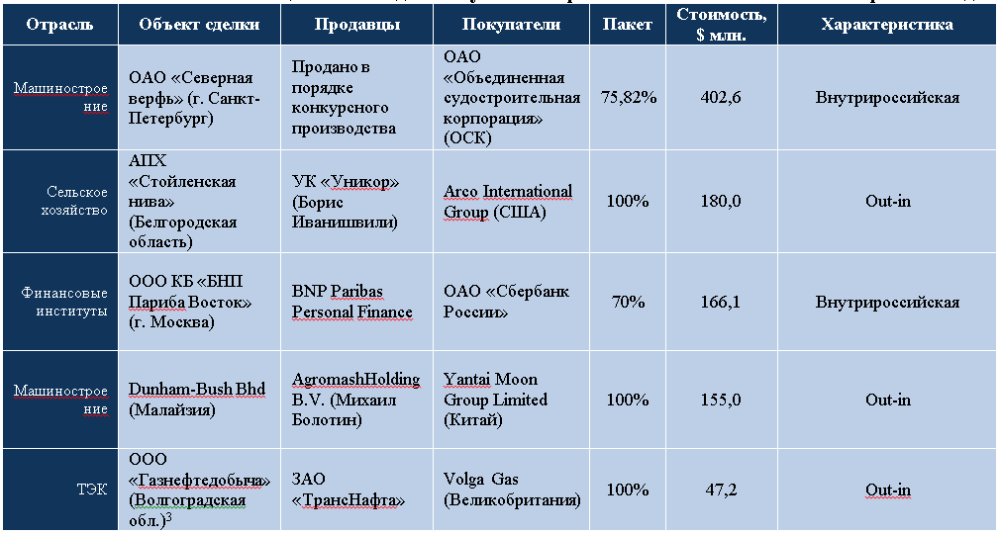 Отрасль
Объект сделки
Продавцы
Покупатели
Пакет
Стоимость,
$ млн.
Характеристика
Машинострое
ние
ОАО «Северная
верфь» (г. Санкт-
Петербург)
Продано в
порядке
конкурсного
производства
ОАО
«Объединенная
судостроительная
корпорация»
(ОСК)
75,82%
402,6
Внутрироссийская
Сельское
хозяйство
АПХ
«Стойленская
нива»
(Белгородская
область)
УК «Уникор»
(Борис
Иванишвили)
Arco International
Group (США)
100%
180,0
Out-in
Финансовые
институты
ООО КБ «БНП
Париба Восток»
(г. Москва)
BNP Paribas
Personal Finance
ОАО «Сбербанк
России»
70%
166,1
Внутрироссийская
Машинострое
ние
Dunham-Bush Bhd
(Малайзия)
AgromashHolding
B.V. (Михаил
Болотин)
Yantai Moon
Group Limited
(Китай)
100%
155,0
Out-in
ТЭК
ООО
«Газнефтедобыча»
(Волгоградская
обл.)3
ЗАО
«ТрансНафта»
Volga Gas
(Великобритания)
100%
47,2
Out-in